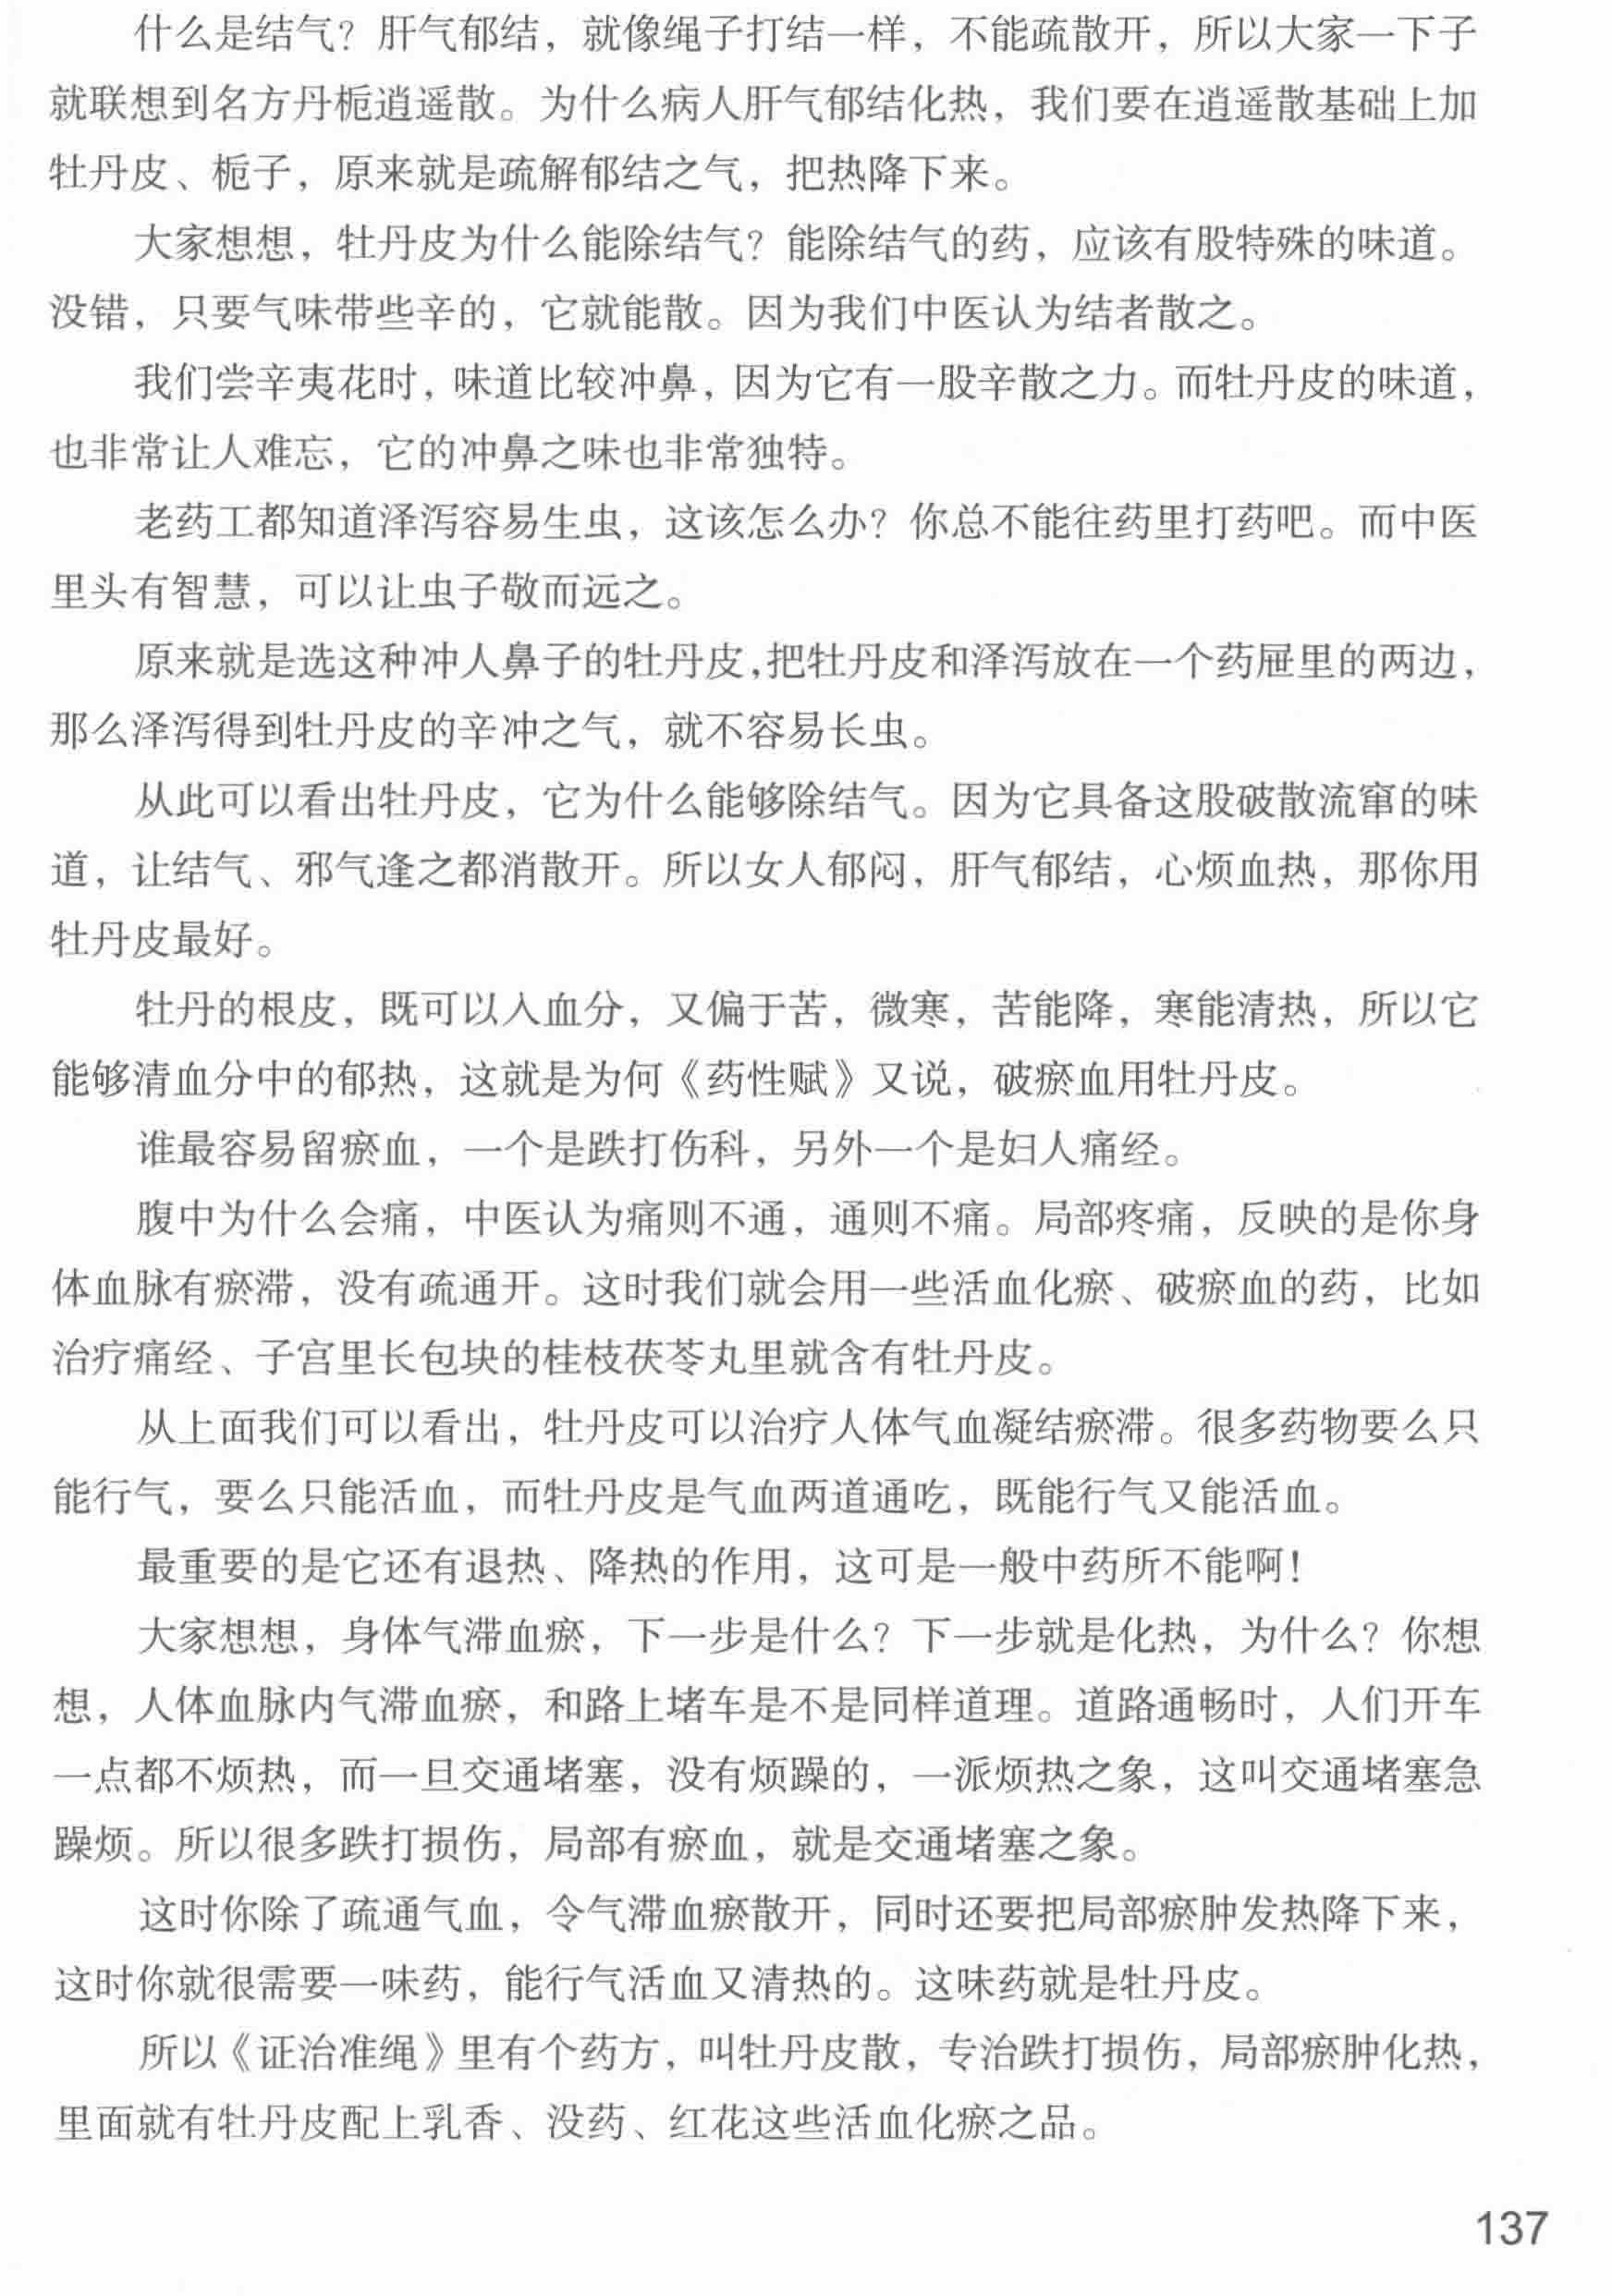 什么是结气？肝气郁结，就像绳子打结一样，不能疏散开，所以大家一下子
就联想到名方丹栀逍遥散。为什么病人肝气郁结化热，我们要在逍遥散基础上加
牡丹皮、栀子，原来就是疏解郁结之气，把热降下来。
大家想想，牡丹皮为什么能除结气？能除结气的药，应该有股特殊的味道。
没错，只要气味带些辛的，它就能散。因为我们中医认为结者散之。
我们尝辛夷花时，味道比较冲鼻，因为它有一股辛散之力。而牡丹皮的味道，
也非常让人难忘，它的冲鼻之味也非常独特。
老药工都知道泽泻容易生虫，这该怎么办？你总不能往药里打药吧。而中医
里头有智慧，可以让虫子敬而远之。
原来就是选这种冲人鼻子的牡丹皮，把牡丹皮和泽泻放在一个药屉里的两边，
那么泽泻得到牡丹皮的辛冲之气，就不容易长虫。
从此可以看出牡丹皮，它为什么能够除结气。因为它具备这股破散流窜的味
道，让结气、邪气逢之都消散开。所以女人郁闷，肝气郁结，心烦血热，那你用
牡丹皮最好。
牡丹的根皮，既可以入血分，又偏于苦，微寒，苦能降，寒能清热，所以它
能够清血分中的郁热，这就是为何《药性赋》又说，破瘀血用牡丹皮。
谁最容易留瘀血，一个是跌打伤科，另外一个是妇人痛经。
腹中为什么会痛，中医认为痛则不通，通则不痛。局部疼痛，反映的是你身
体血脉有瘀滞，没有疏通开。这时我们就会用一些活血化瘀、破瘀血的药，比如
治疗痛经、子宫里长包块的桂枝茯苓丸里就含有牡丹皮。
从上面我们可以看出，牡丹皮可以治疗人体气血凝结瘀滞。很多药物要么只
能行气，要么只能活血，而牡丹皮是气血两道通吃，既能行气又能活血。
最重要的是它还有退热、降热的作用，这可是一般中药所不能啊！
大家想想，身体气滞血瘀，下一步是什么？下一步就是化热，为什么？你想
想，人体血脉内气滞血瘀，和路上堵车是不是同样道理。道路通畅时，人们开车
一点都不烦热，而一旦交通堵塞，没有烦躁的，一派烦热之象，这叫交通堵塞急
躁烦。所以很多跌打损伤，局部有瘀血，就是交通堵塞之象。
这时你除了疏通气血，令气滞血瘀散开，同时还要把局部瘀肿发热降下来，
这时你就很需要一味药，能行气活血又清热的。这味药就是牡丹皮。
所以《证治准绳》里有个药方，叫牡丹皮散，专治跌打损伤，局部瘀肿化热，
里面就有牡丹皮配上乳香、没药、红花这些活血化瘀之品。
137